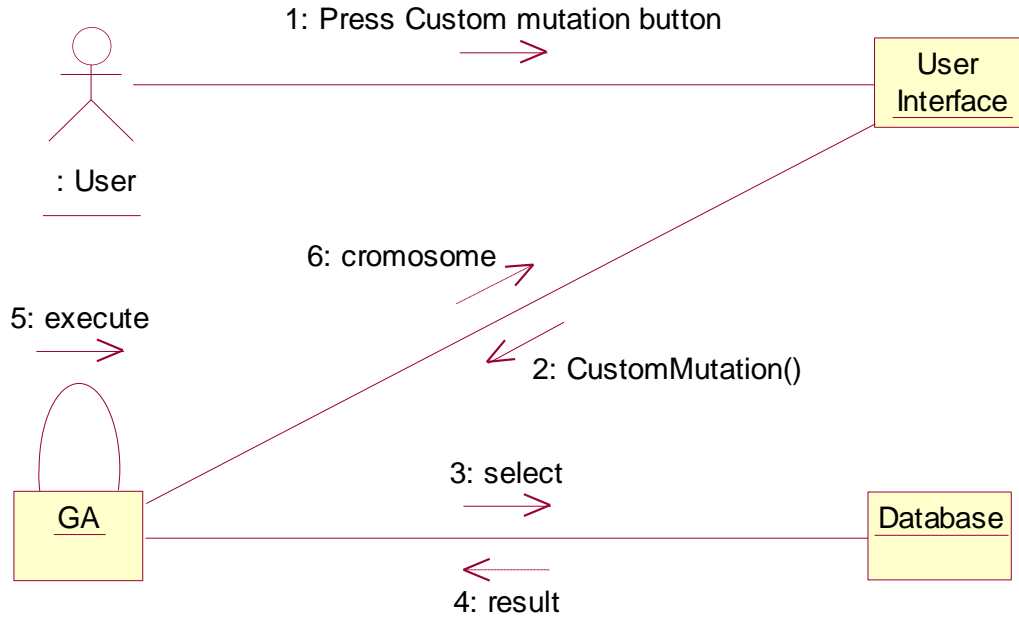 1: Press Custom mutation button
User
Interface
: User
6: cromosome
5: execute
2: CustomMutation()
3: select
GA
Database
4: result